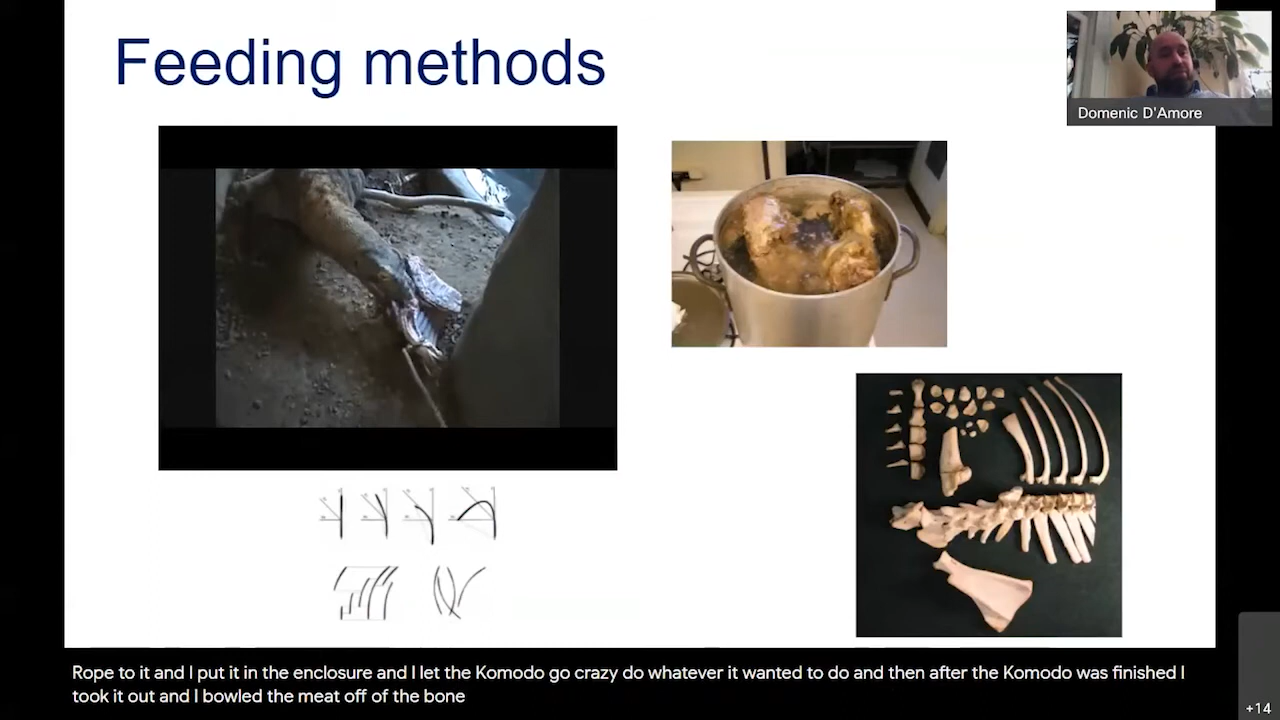 Feeding methods
Domenic D'Amore
Rope to it and I put it in the enclosure and I let the Komodo go crazy do whatever it wanted to do and then after the Komodo was finished I
took it out and I bowled the meat off of the bone
+14